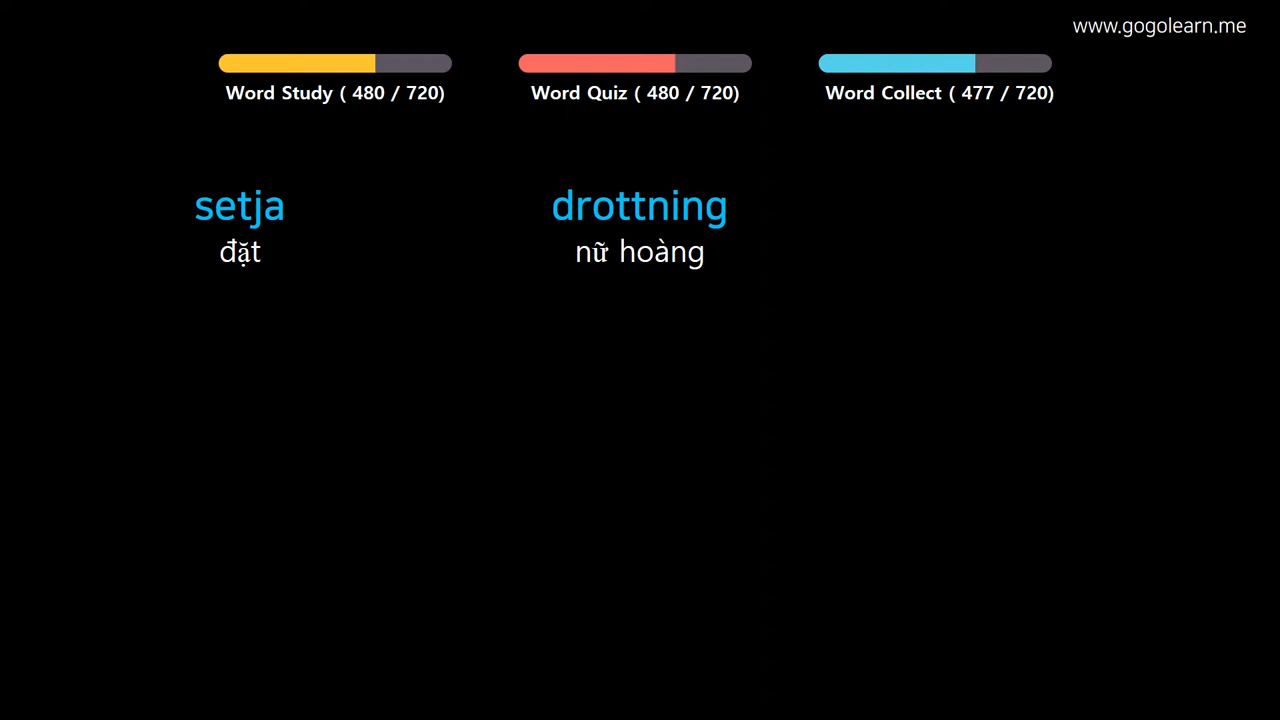 www.gogolearn.me
Word Study ( 480 / 720)
Word Quiz ( 480 / 720)
Word Collect ( 477 / 720)
setja
đặt
drottning
nữ hoàng